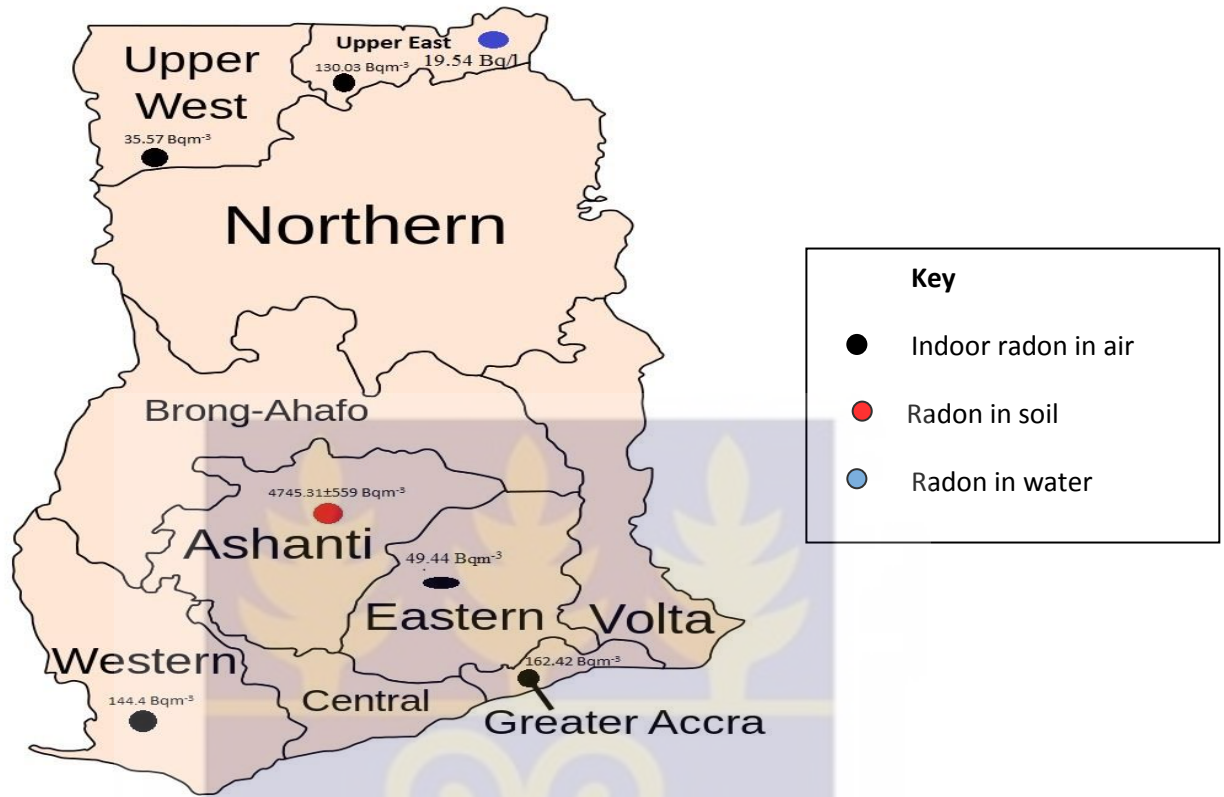 Upper East
19.54 Bq/l
130.03 Bqm⁻³
Upper
West
35.57 Bqm⁻³
Northern
Key
Indoor radon in air
Radon in soil
Radon in water
Brong-Ahafo
4745.31±559 Bqm⁻³
Ashanti
49.44 Bqm⁻³
Eastern
Volta
Western
162.42 Bqm⁻³
144.4 Bqm⁻³
Central
Greater Accra